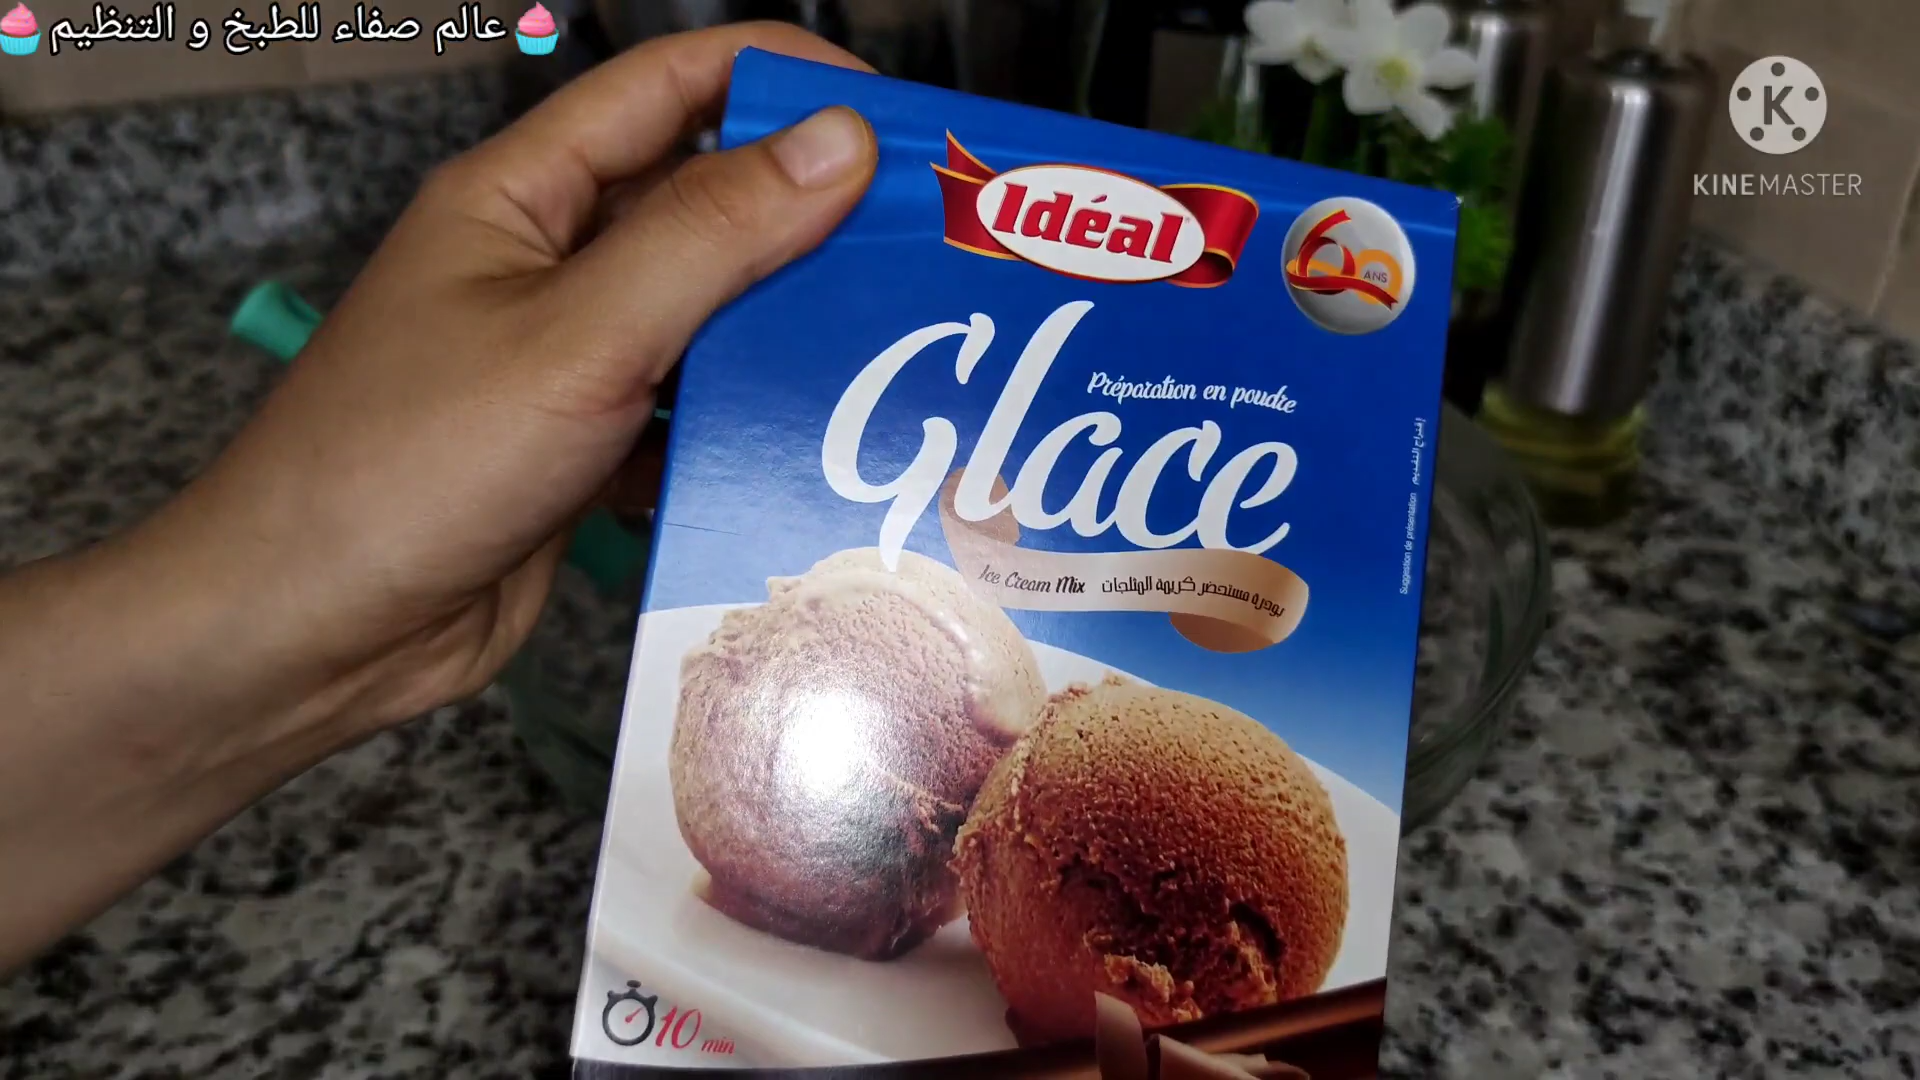 عالم صفاء للطبخ و التنظيم
K
KINEMASTER
Idéal
60 ANS
Préparation en poudre
Glace
Ice Cream Mix بودرة مستحضر كريمة المثلجات
Suggestion de présentation إقتراح التقديم
10 min